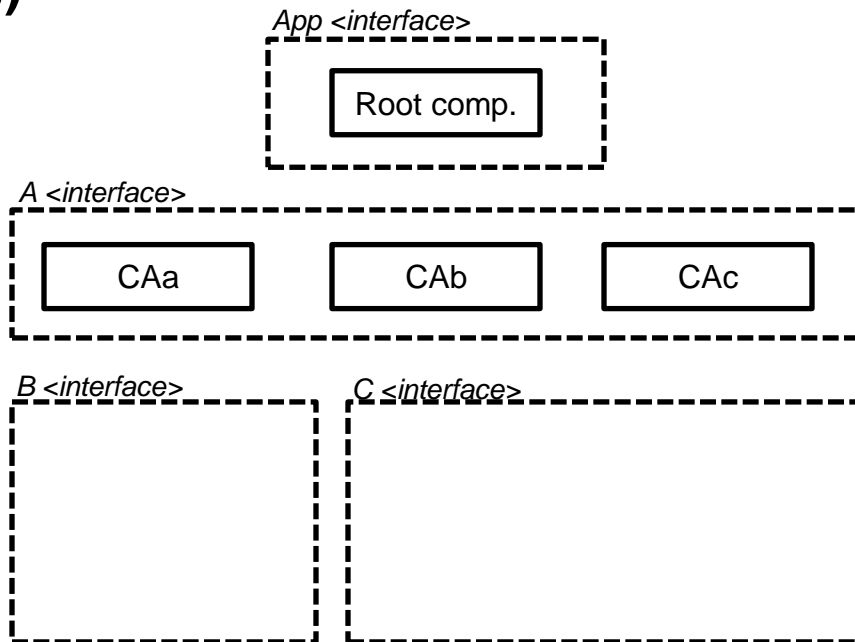 App <interface>
Root comp.
A <interface>
CAa CAb CAc
B <interface> C <interface>